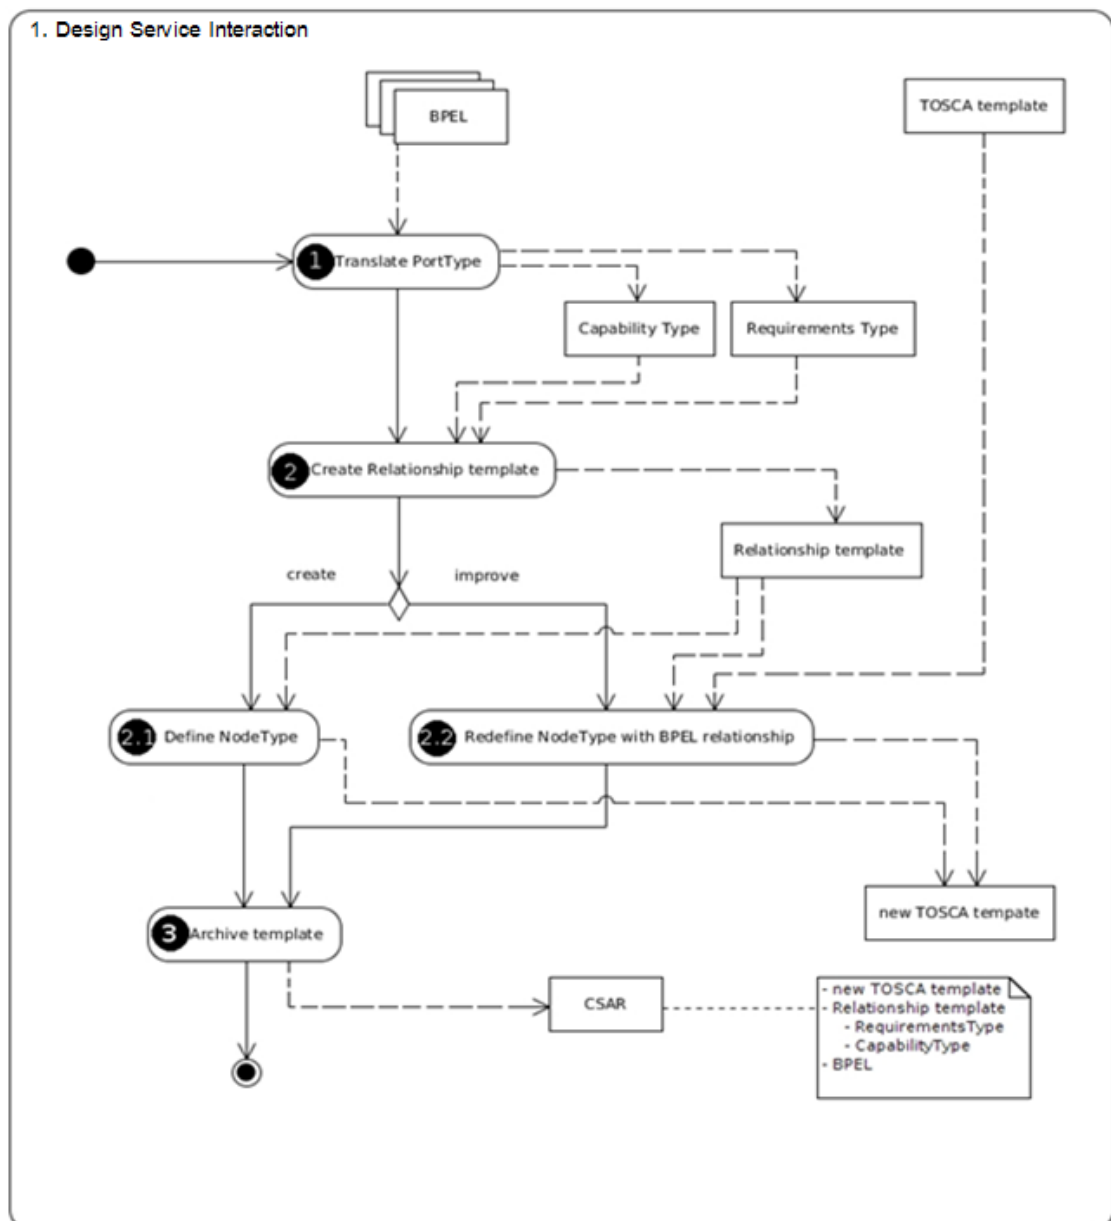 1. Design Service Interaction
BPEL
TOSCA template
1 Translate PortType
Capability Type
Requirements Type
2 Create Relationship template
Relationship template
create
improve
2.1 Define NodeType
2.2 Redefine NodeType with BPEL relationship
new TOSCA tempate
3 Archive template
CSAR
- new TOSCA template
- Relationship template
- RequirementsType
- CapabilityType
- BPEL